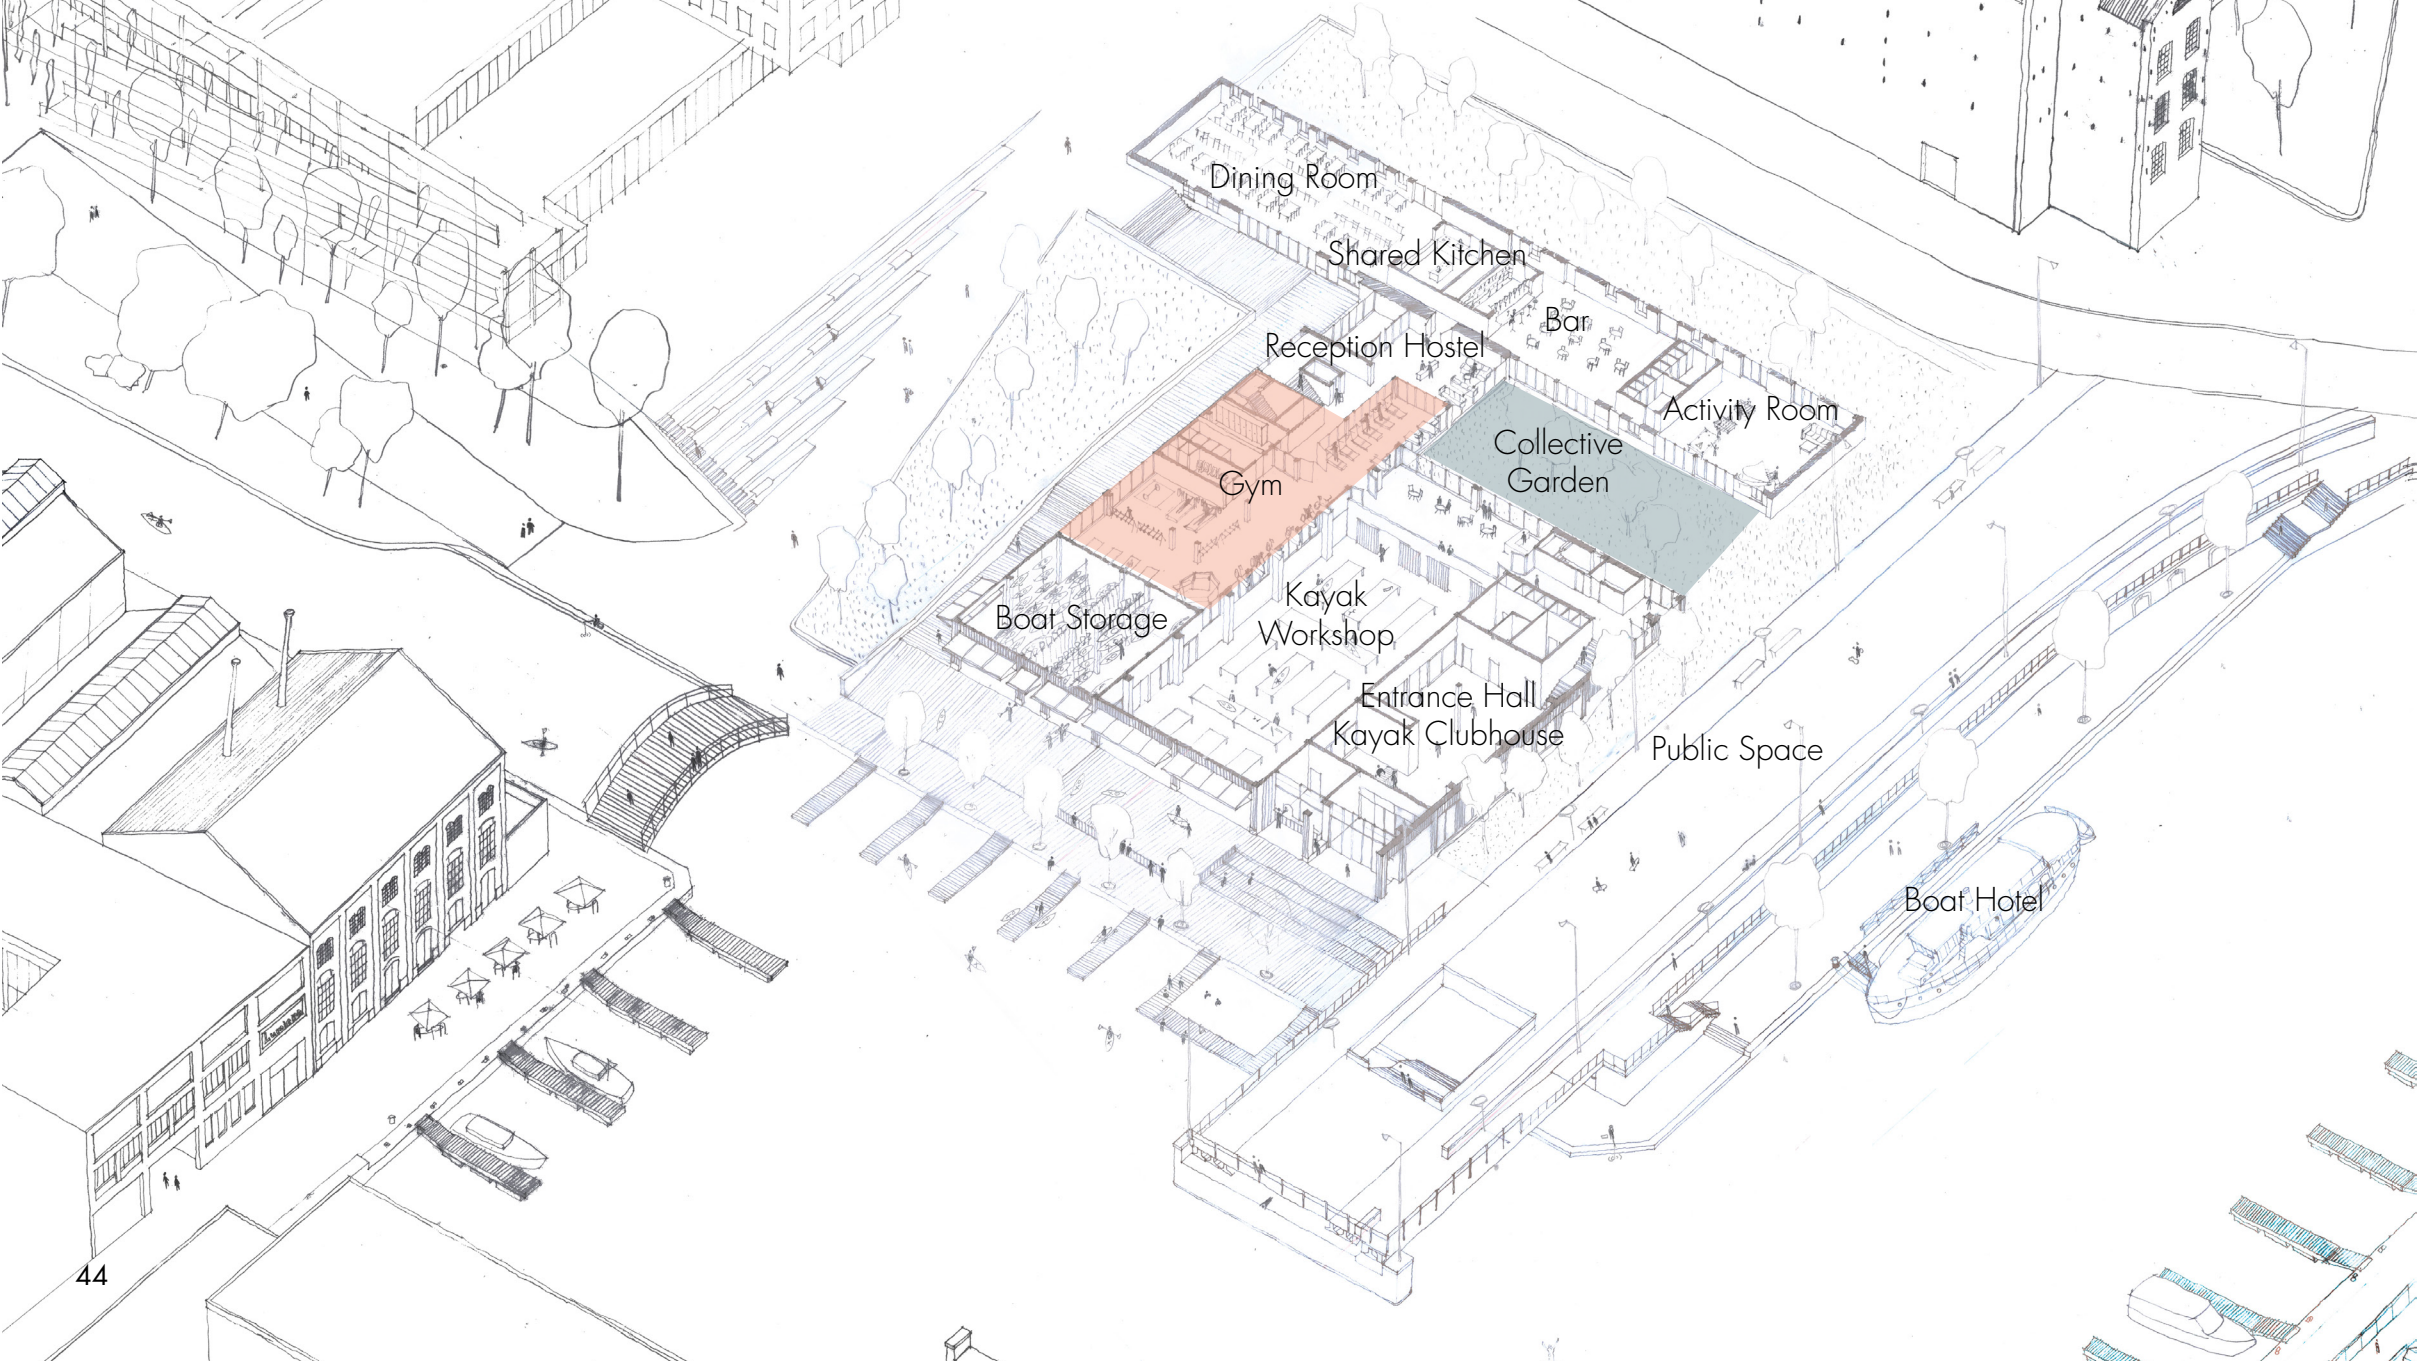 Dining Room
Shared Kitchen
Bar
Reception Hostel
Activity Room
Collective
Garden
Gym
Kayak
Workshop
Boat Storage
Entrance Hall
Kayak Clubhouse
Public Space
Boat Hotel
44